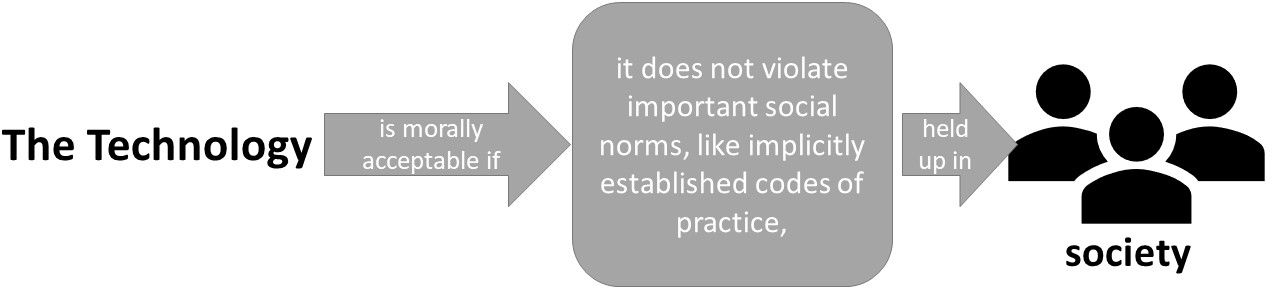 The Technology
is morally
acceptable if
it does not violate
important social
norms, like implicitly
established codes of
practice,
held
up in
society